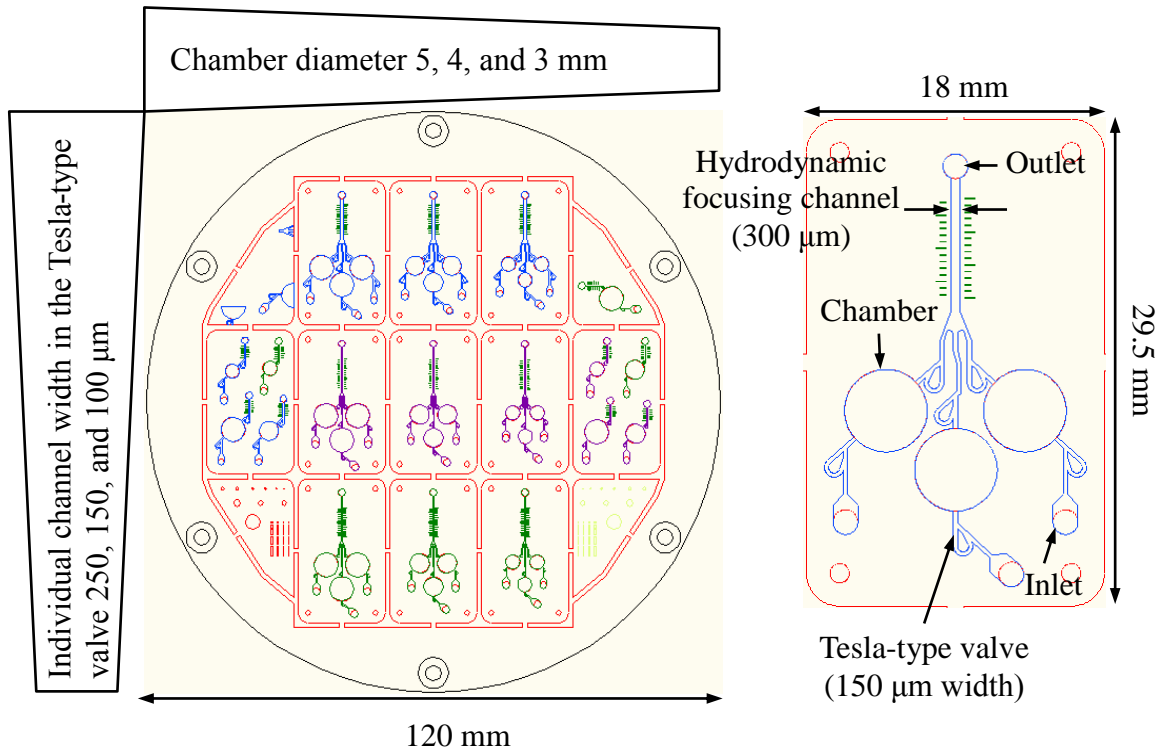 Chamber diameter 5, 4, and 3 mm
Individual channel width in the Tesla-type
valve 250, 150, and 100 μm
120 mm
18 mm
Hydrodynamic
focusing channel
(300 μm)
Outlet
Chamber
29.5 mm
Inlet
Tesla-type valve
(150 μm width)